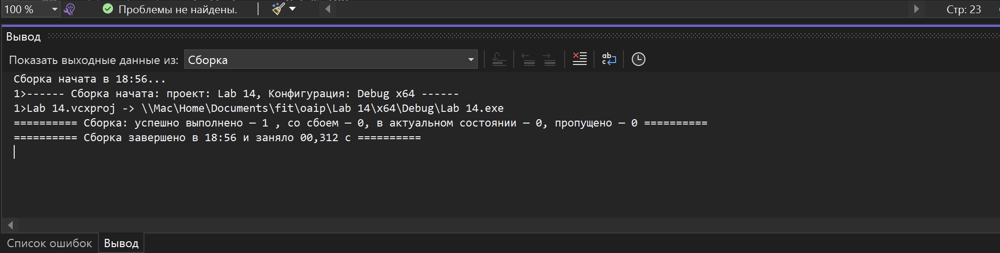 100 %
Проблемы не найдены.
Стр: 23
Вывод
Показать выходные данные из:
Сборка
Сборка начата в 18:56...
1>------ Сборка начата: проект: Lab 14, Конфигурация: Debug x64 ------
1>Lab 14.vcxproj -> \\Mac\Home\Documents\fit\oaip\Lab 14\x64\Debug\Lab 14.exe
========== Сборка: успешно выполнено — 1 , со сбоем — 0, в актуальном состоянии — 0, пропущено — 0 ==========
========== Сборка завершено в 18:56 и заняло 00,312 с ==========
Список ошибок
Вывод